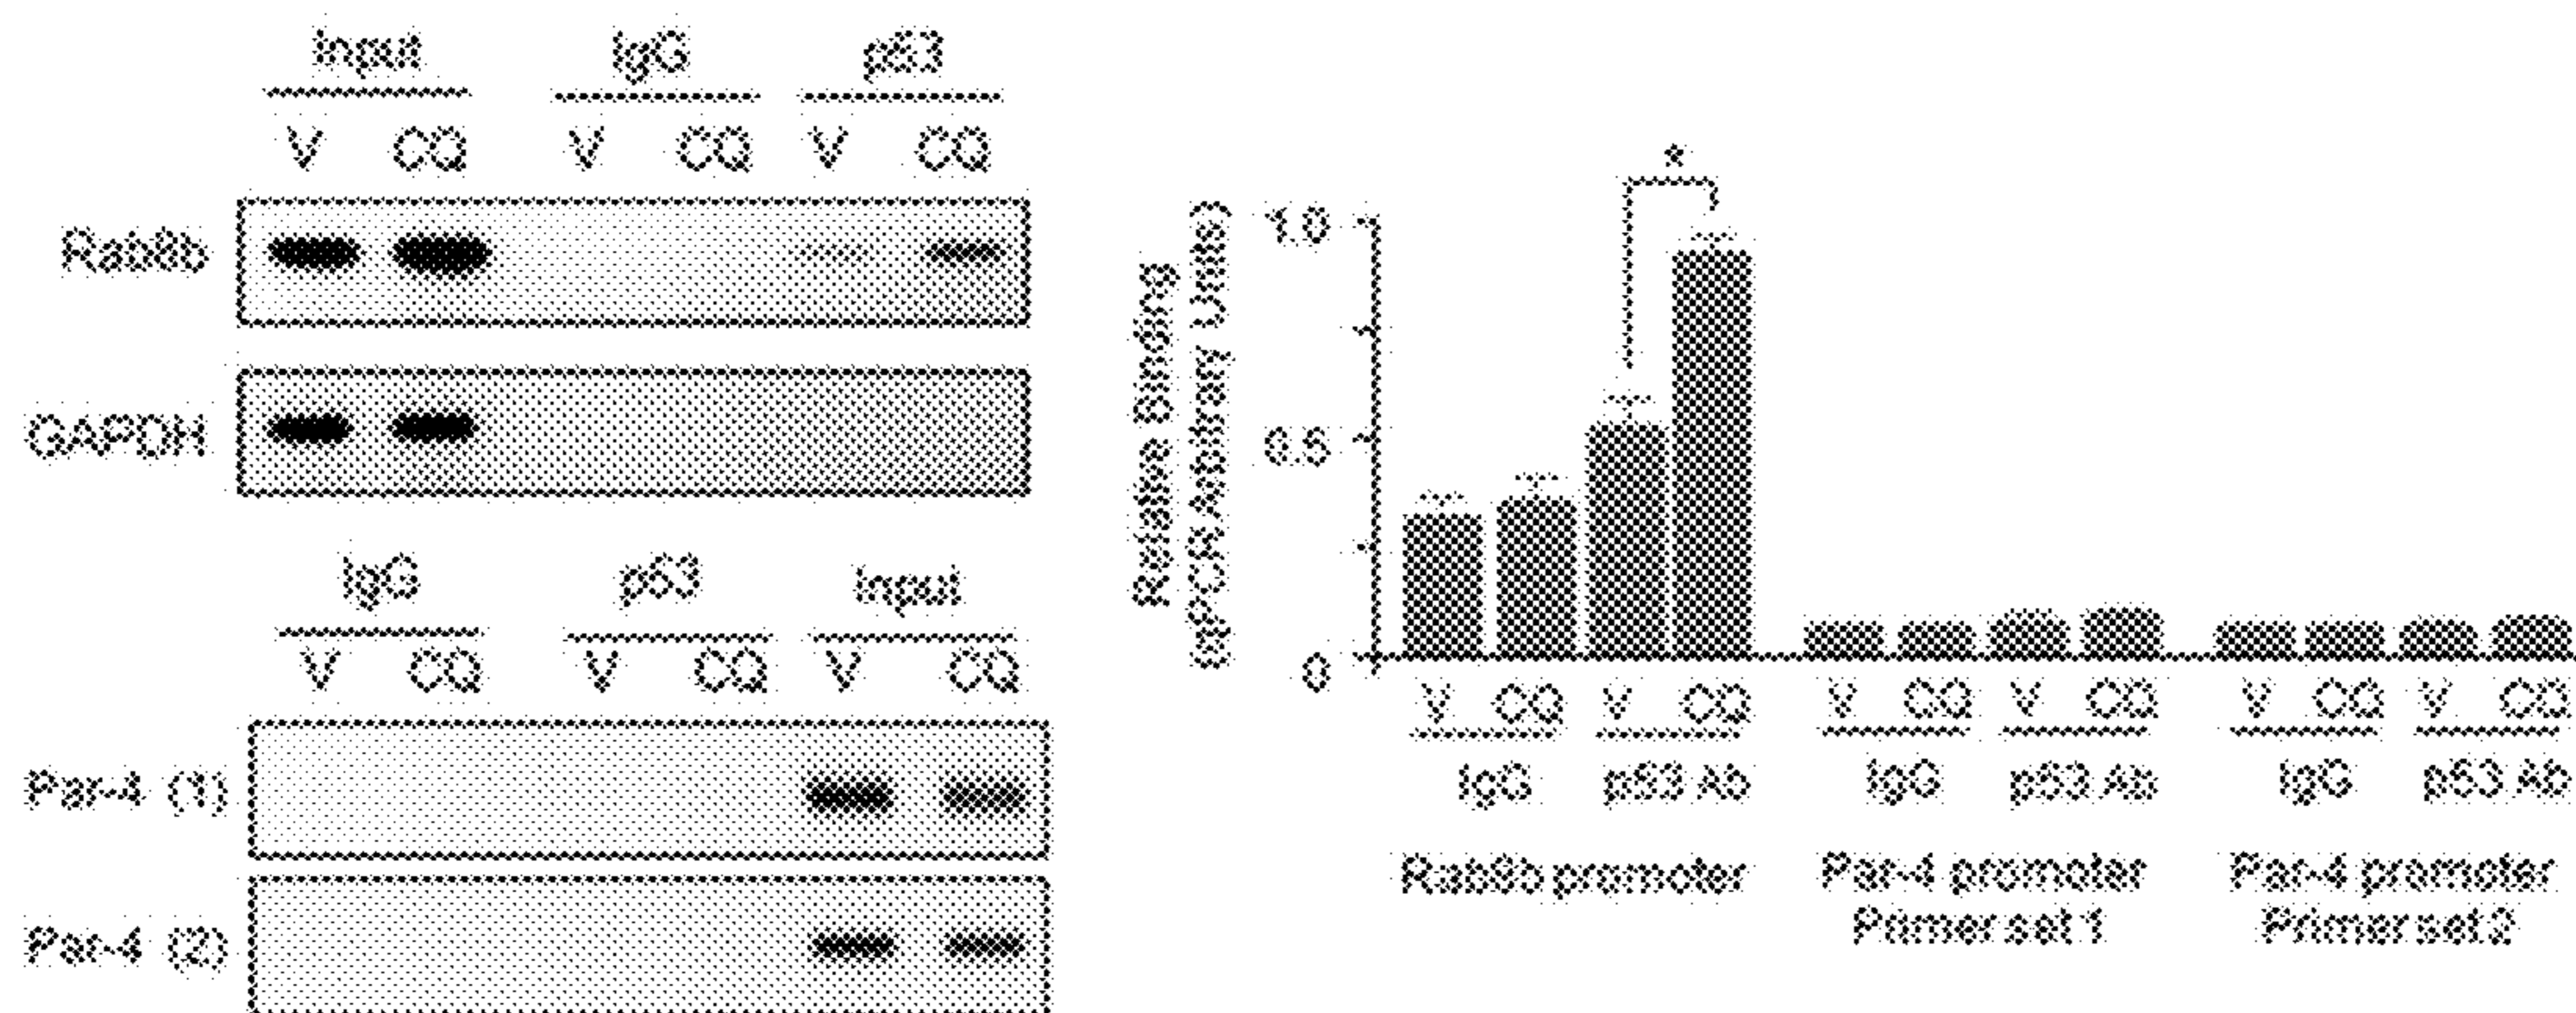 Input IgG p53
V CQ V CQ V CQ
Rab8b
GAPDH
IgG p53 Input
V CQ V CQ V CQ
Par-4 (1)
Par-4 (2)
*
Relative Binding
(qPCR Arbitrary Units)
1.0
0.5
0
V CQ V CQ V CQ V CQ V CQ V CQ
IgG p53 Ab IgG p53 Ab IgG p53 Ab
Rab8b promoter Par-4 promoter Par-4 promoter
Primer set 1 Primer set 2